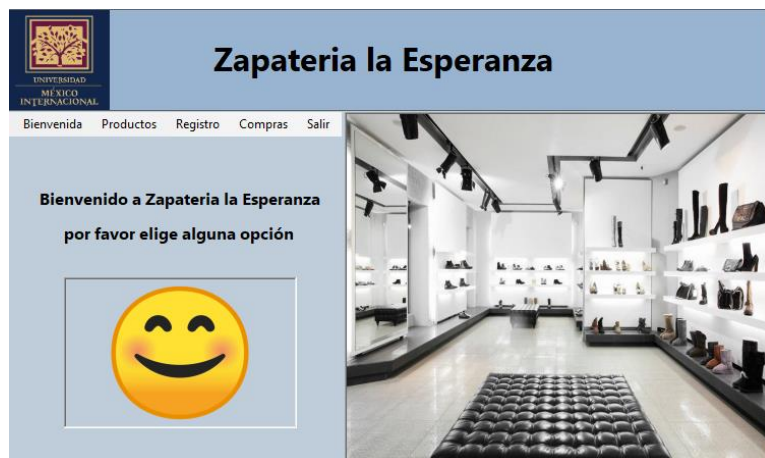 UNIVERSIDAD
MÉXICO
INTERNACIONAL
Zapateria la Esperanza
Bienvenida Productos Registro Compras Salir
Bienvenido a Zapateria la Esperanza
por favor elige alguna opción